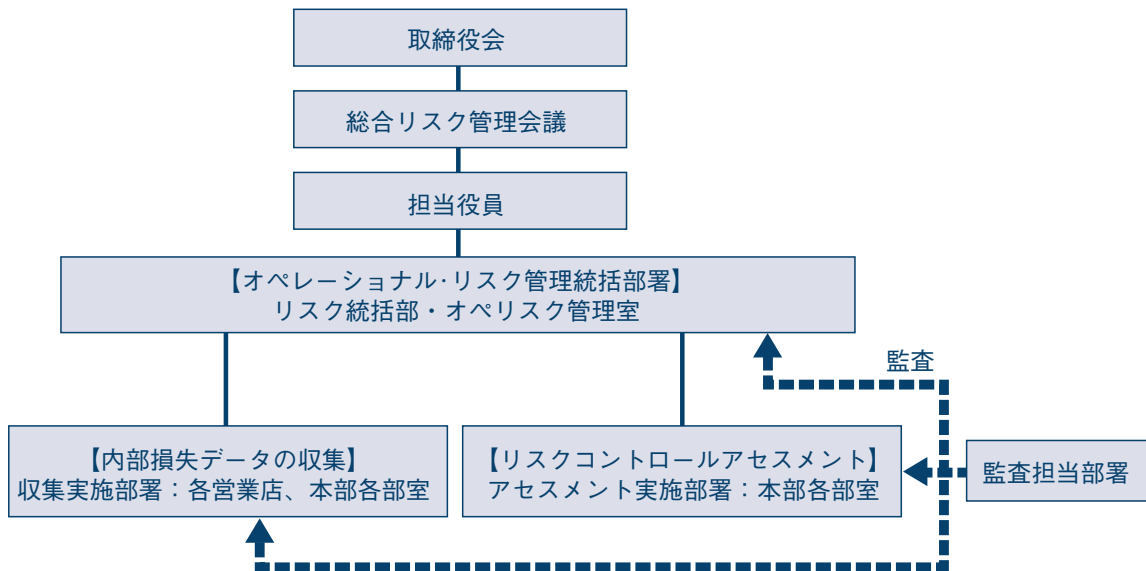 取締役会
総合リスク管理会議
担当役員
【オペレーショナル･リスク管理統括部署】
リスク統括部・オペリスク管理室
監査
【内部損失データの収集】
収集実施部署：各営業店、本部各部室
【リスクコントロールアセスメント】
アセスメント実施部署：本部各部室
監査担当部署